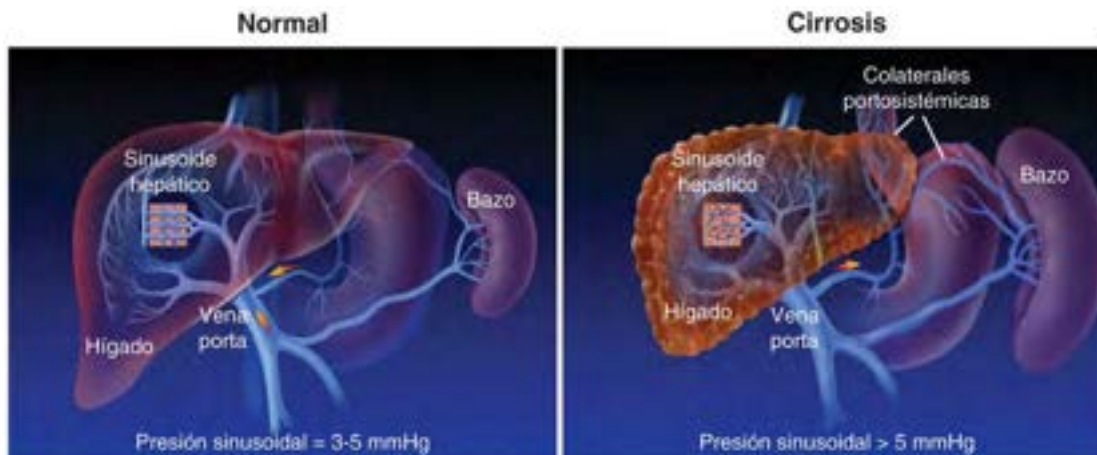 Normal
Sinusoide
hepático
Bazo
Hígado
Vena
porta
Presión sinusoidal = 3-5 mmHg
Cirrosis
Colaterales
portosistémicas
Sinusoide
hepático
Bazo
Hígado
Vena
porta
Presión sinusoidal > 5 mmHg